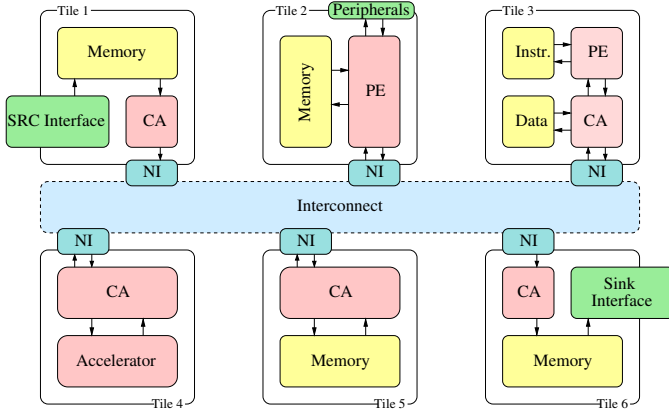 Tile 1
Memory
SRC Interface
CA
NI
Tile 2
Peripherals
Memory
PE
NI
Tile 3
Instr.
PE
Data
CA
NI
Interconnect
NI
CA
Accelerator
Tile 4
NI
CA
Memory
Tile 5
NI
CA
Sink
Interface
Memory
Tile 6